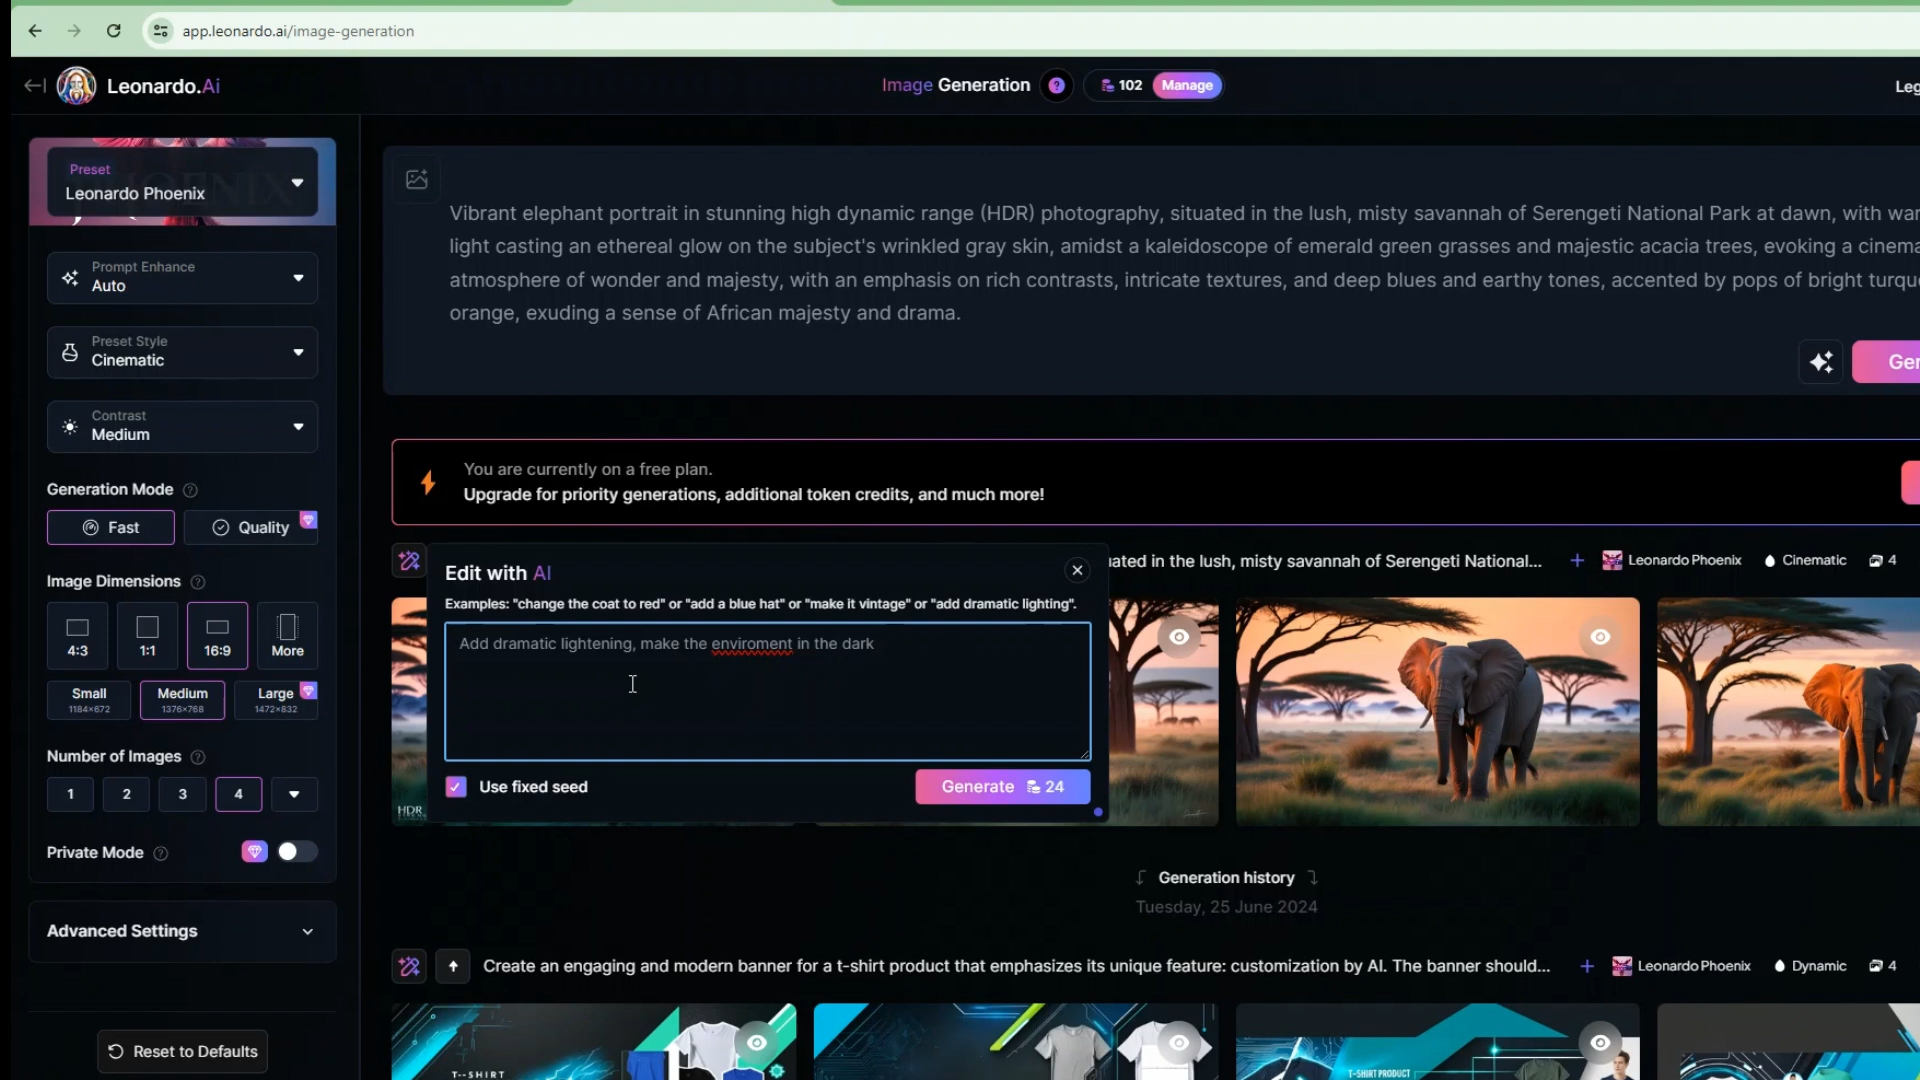 app.leonardo.ai/image-generation
Leonardo.Ai
Image Generation
102
Manage
Leg
Preset
Leonardo Phoenix
Prompt Enhance
Auto
Preset Style
Cinematic
Contrast
Medium
Generation Mode
Fast
Quality
Image Dimensions
4:3
1:1
16:9
More
Small
1184×672
Medium
1376×768
Large
1472×832
Number of Images
1
2
3
4
Private Mode
Advanced Settings
Reset to Defaults
Vibrant elephant portrait in stunning high dynamic range (HDR) photography, situated in the lush, misty savannah of Serengeti National Park at dawn, with war
light casting an ethereal glow on the subject's wrinkled gray skin, amidst a kaleidoscope of emerald green grasses and majestic acacia trees, evoking a cinema
atmosphere of wonder and majesty, with an emphasis on rich contrasts, intricate textures, and deep blues and earthy tones, accented by pops of bright turquo
orange, exuding a sense of African majesty and drama.
Ger
You are currently on a free plan.
Upgrade for priority generations, additional token credits, and much more!
uated in the lush, misty savannah of Serengeti National...
Leonardo Phoenix
Cinematic
4
Edit with AI
Examples: "change the coat to red" or "add a blue hat" or "make it vintage" or "add dramatic lighting".
Add dramatic lightening, make the enviroment in the dark
Use fixed seed
Generate 24
HDR
Generation history
Tuesday, 25 June 2024
Create an engaging and modern banner for a t-shirt product that emphasizes its unique feature: customization by AI. The banner should...
Leonardo Phoenix
Dynamic
4
T--SHIRT
T-SHIRT PRODUCT